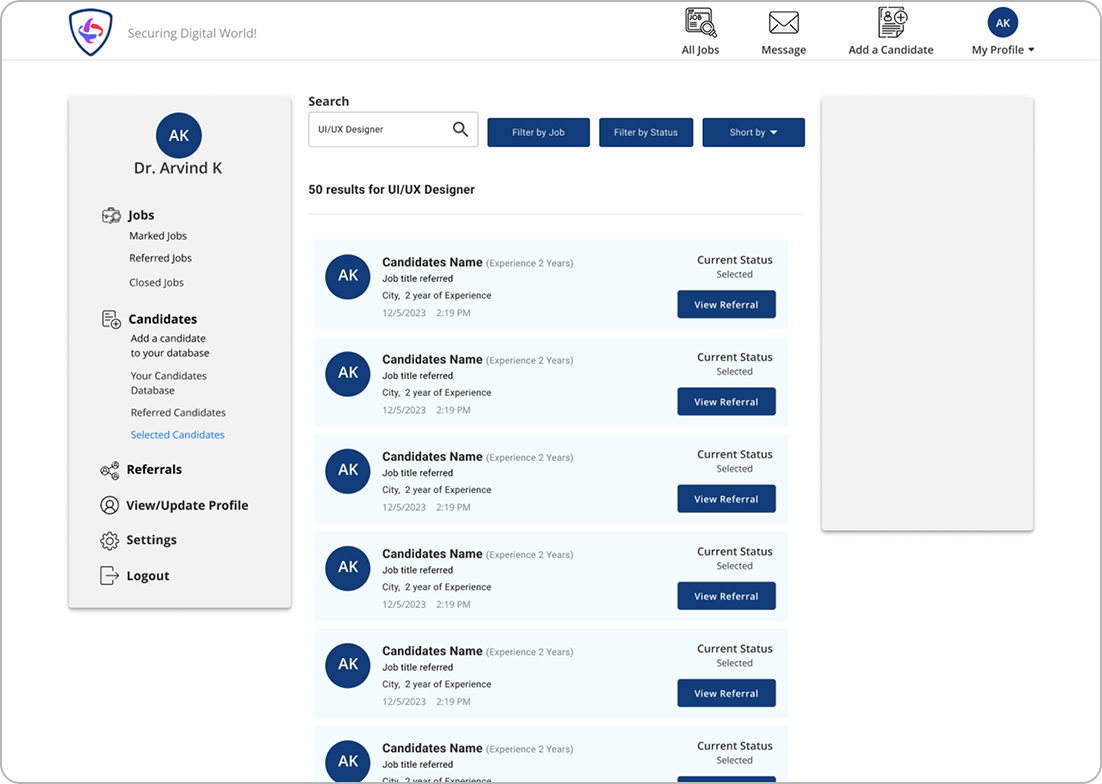 Securing Digital World!
All Jobs
Message
Add a Candidate
AK
My Profile
AK
Dr. Arvind K
Jobs
Marked Jobs
Referred Jobs
Closed Jobs
Candidates
Add a candidate
to your database
Your Candidates
Database
Referred Candidates
Selected Candidates
Referrals
View/Update Profile
Settings
Logout
Search
UI/UX Designer
Filter by Job
Filter by Status
Short by
50 results for UI/UX Designer
AK
Candidates Name (Experience 2 Years)
Job title referred
City, 2 year of Experience
12/5/2023 2:19 PM
Current Status
Selected
View Referral
AK
Candidates Name (Experience 2 Years)
Job title referred
City, 2 year of Experience
12/5/2023 2:19 PM
Current Status
Selected
View Referral
AK
Candidates Name (Experience 2 Years)
Job title referred
City, 2 year of Experience
12/5/2023 2:19 PM
Current Status
Selected
View Referral
AK
Candidates Name (Experience 2 Years)
Job title referred
City, 2 year of Experience
12/5/2023 2:19 PM
Current Status
Selected
View Referral
AK
Candidates Name (Experience 2 Years)
Job title referred
City, 2 year of Experience
12/5/2023 2:19 PM
Current Status
Selected
View Referral
AK
Candidates Name (Experience 2 Years)
Job title referred
City, 2 year of Experience
Current Status
Selected